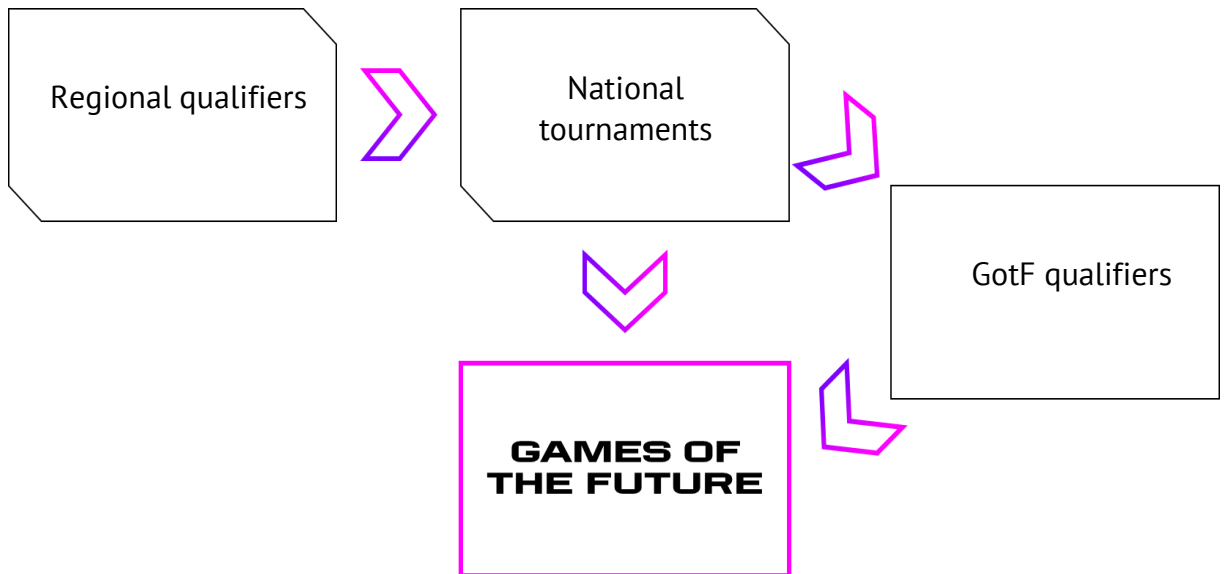 Regional qualifiers
National
tournaments
GotF qualifiers
GAMES OF
THE FUTURE